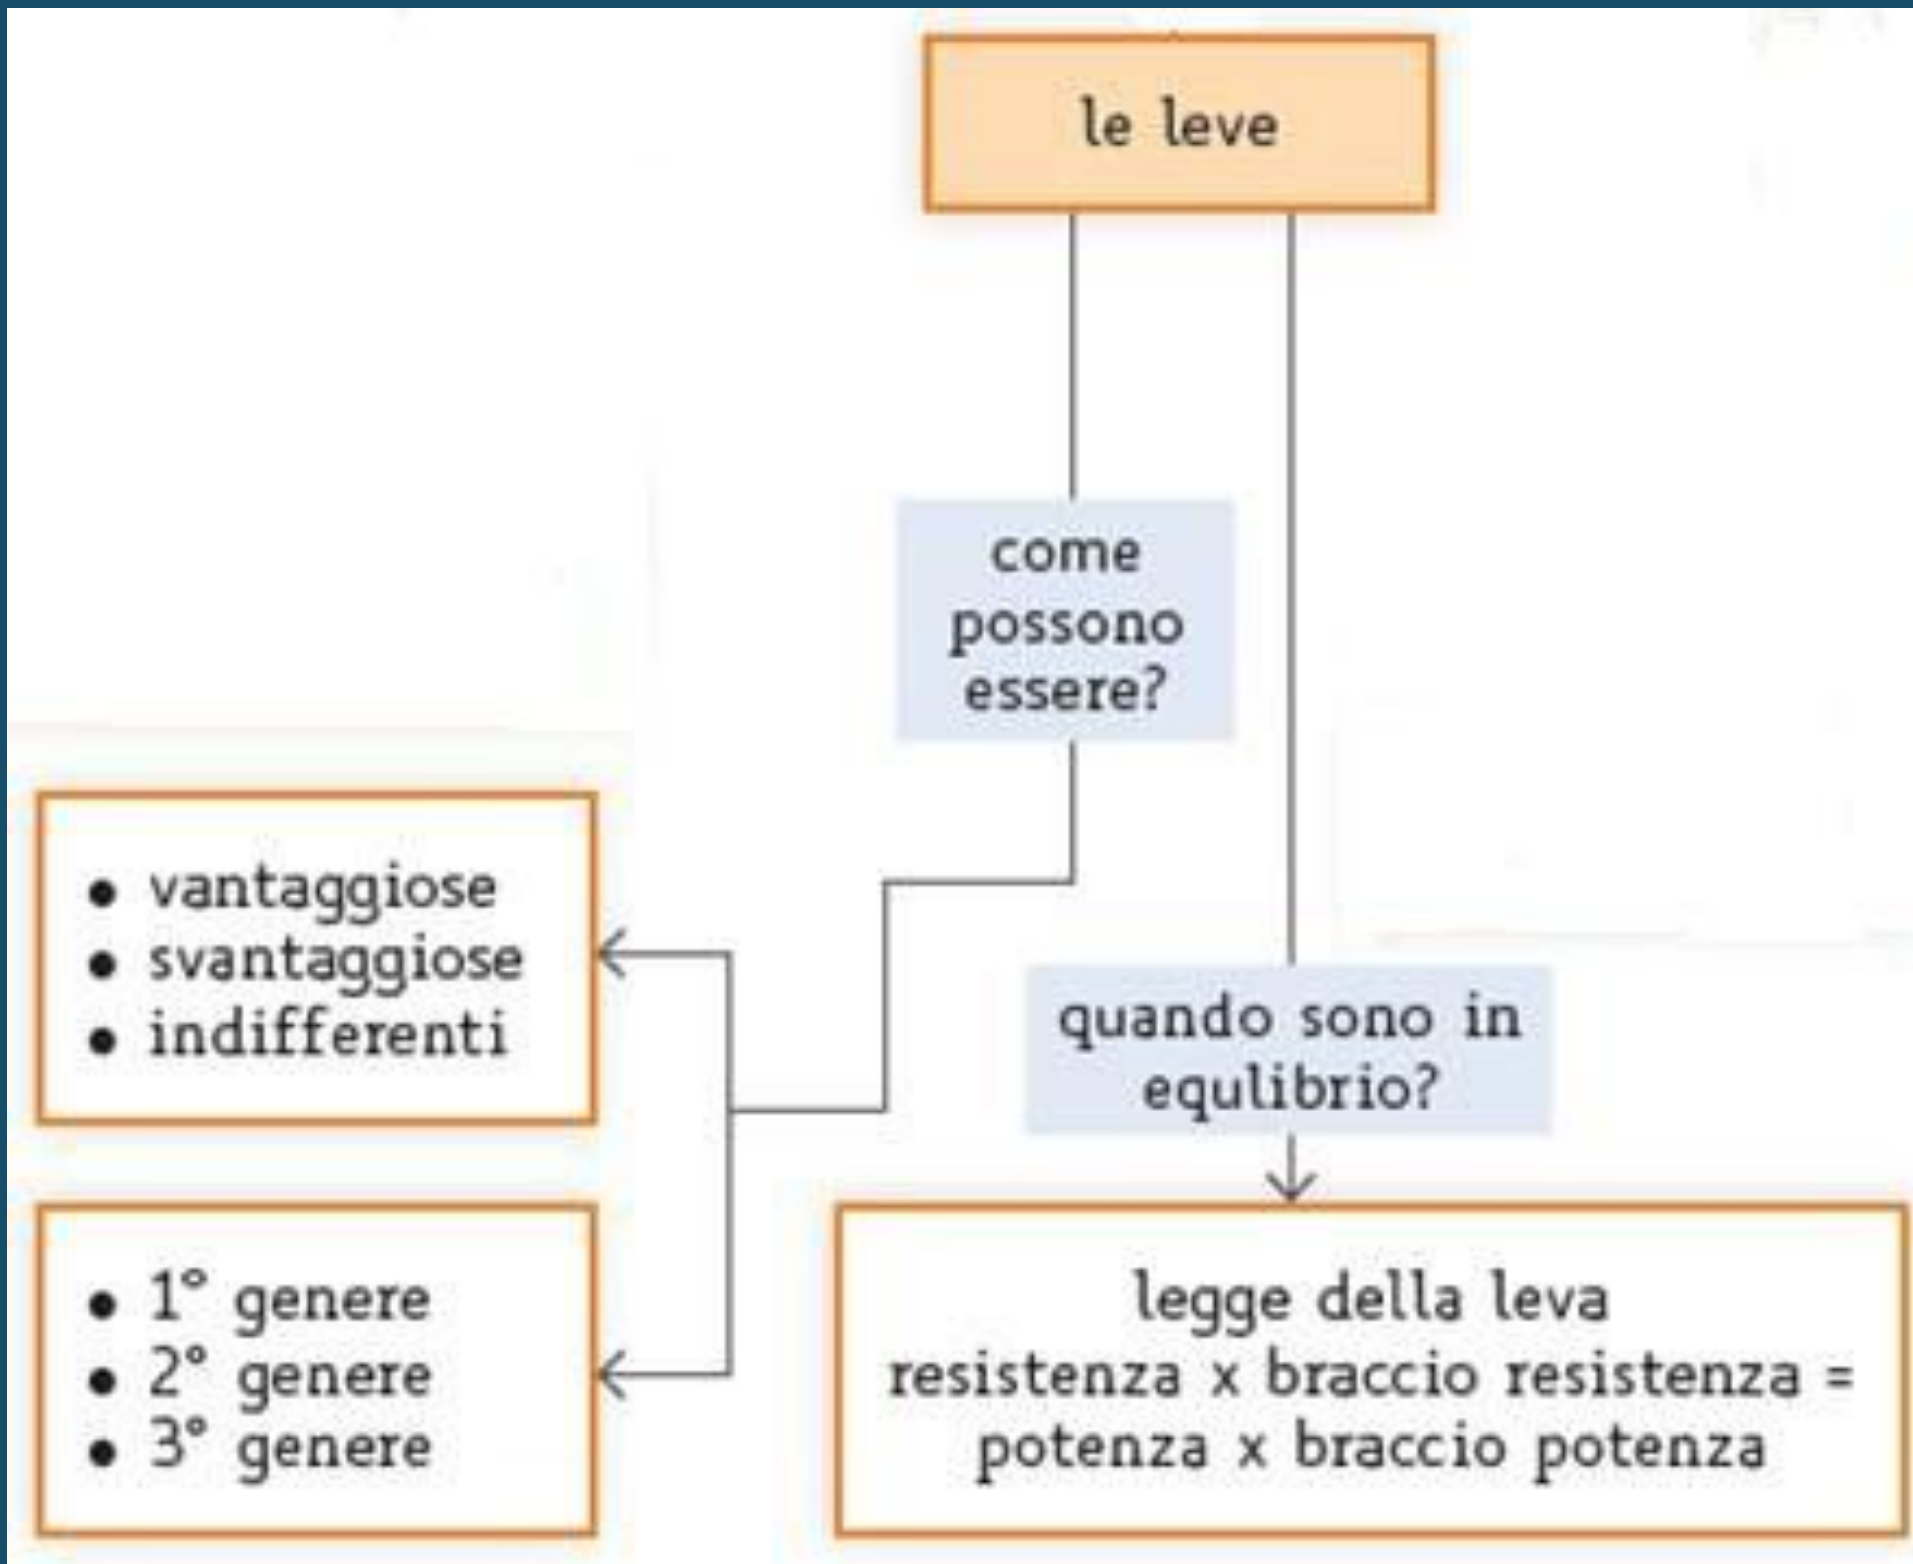 le leve
come
possono
essere?
• vantaggiose
• svantaggiose
• indifferenti
quando sono in
equlibrio?
• 1° genere
• 2° genere
• 3° genere
legge della leva
resistenza x braccio resistenza =
potenza x braccio potenza